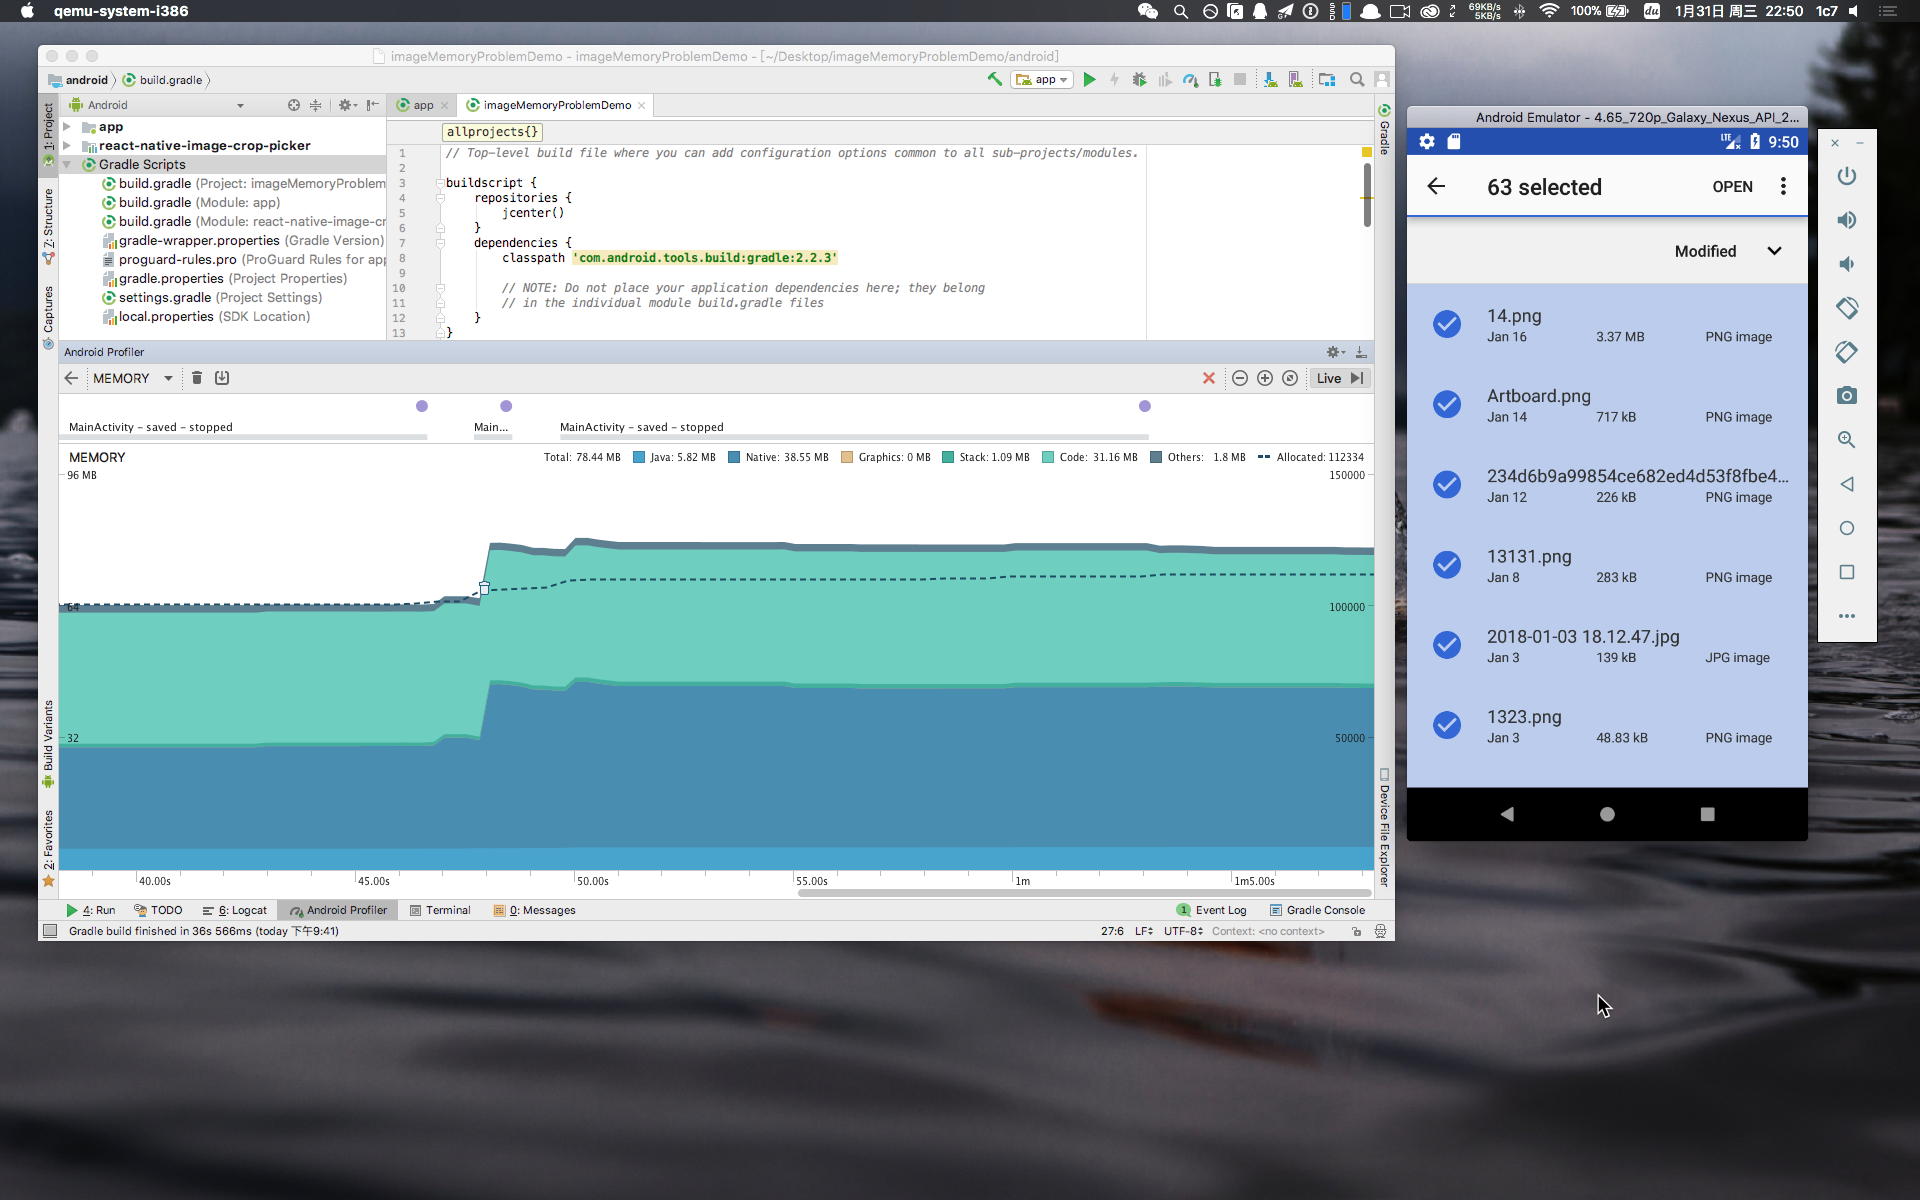 qemu-system-i386
69KB/s
5KB/s
100%
du
1月31日 周三 22:50
1c7
imageMemoryProblemDemo - imageMemoryProblemDemo - [~/Desktop/imageMemoryProblemDemo/android]
android
build.gradle
app
Android
app
imageMemoryProblemDemo
1: Project
Z: Structure
Captures
Build Variants
2: Favorites
app
react-native-image-crop-picker
Gradle Scripts
build.gradle (Project: imageMemoryProblem
build.gradle (Module: app)
build.gradle (Module: react-native-image-cr
gradle-wrapper.properties (Gradle Version)
proguard-rules.pro (ProGuard Rules for app
gradle.properties (Project Properties)
settings.gradle (Project Settings)
local.properties (SDK Location)
allprojects{}
1 // Top-level build file where you can add configuration options common to all sub-projects/modules.
2
3 buildscript {
4 repositories {
5 jcenter()
6 }
7 dependencies {
8 classpath 'com.android.tools.build:gradle:2.2.3'
9
10 // NOTE: Do not place your application dependencies here; they belong
11 // in the individual module build.gradle files
12 }
13 }
Gradle
Device File Explorer
Android Profiler
MEMORY
Live
MainActivity - saved - stopped
Main...
MainActivity - saved - stopped
MEMORY
Total: 78.44 MB
Java: 5.82 MB
Native: 38.55 MB
Graphics: 0 MB
Stack: 1.09 MB
Code: 31.16 MB
Others: 1.8 MB
Allocated: 112334
96 MB
150000
64
100000
32
50000
40.00s
45.00s
50.00s
55.00s
1m
1m5.00s
4: Run
TODO
6: Logcat
Android Profiler
Terminal
0: Messages
1 Event Log
Gradle Console
Gradle build finished in 36s 566ms (today 下午9:41)
27:6
LF
UTF-8
Context: <no context>
Android Emulator - 4.65_720p_Galaxy_Nexus_API_2...
LTE
9:50
63 selected
OPEN
Modified
14.png
Jan 16 3.37 MB PNG image
Artboard.png
Jan 14 717 kB PNG image
234d6b9a99854ce682ed4d53f8fbe4...
Jan 12 226 kB PNG image
13131.png
Jan 8 283 kB PNG image
2018-01-03 18.12.47.jpg
Jan 3 139 kB JPG image
1323.png
Jan 3 48.83 kB PNG image